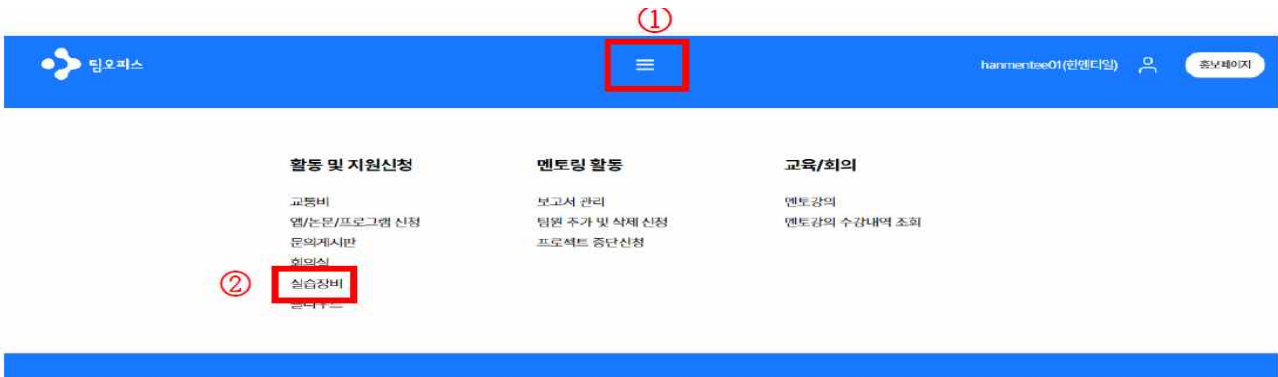 ①
팀오피스
hanmentee01(한멘티일)
홍보페이지
활동 및 지원신청
교통비
앱/논문/프로그램 신청
문의게시판
회의실
실습장비
멘토링 활동
보고서 관리
팀원 추가 및 삭제 신청
프로젝트 중단신청
교육/회의
멘토강의
멘토강의 수강내역 조회
②